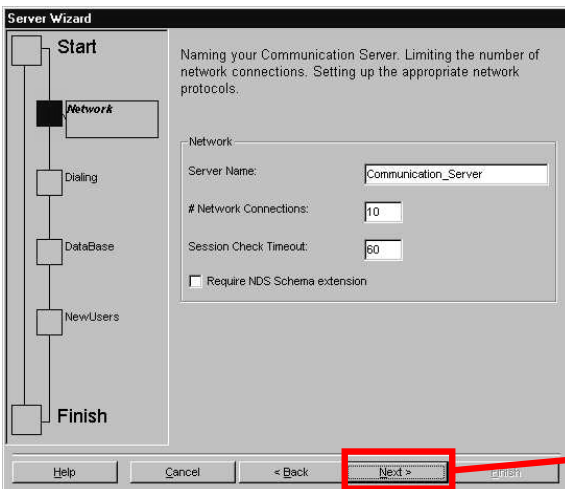 Server Wizard
Start
Network
Dialing
DataBase
NewUsers
Finish
Naming your Communication Server. Limiting the number of
network connections. Setting up the appropriate network
protocols.
Network
Server Name:
Communication_Server
# Network Connections:
10
Session Check Timeout:
60
Require NDS Schema extension
Help
Cancel
< Back
Next >
Finish